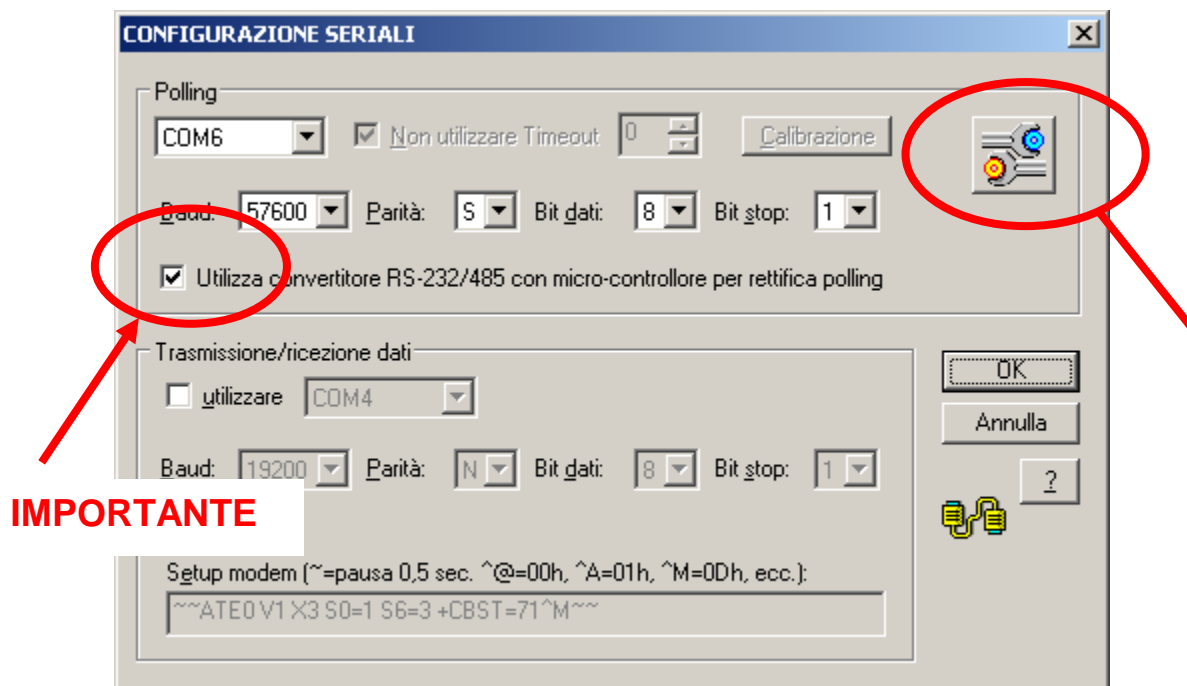 CONFIGURAZIONE SERIALI
Polling
COM6 Non utilizzare Timeout 0 Calibrazione
Baud: 57600 Parità: S Bit dati: 8 Bit stop: 1
Utilizza convertitore RS-232/485 con micro-controllore per rettifica polling
Trasmissione/ricezione dati
utilizzare COM4
OK
Annulla
Baud: 19200 Parità: N Bit dati: 8 Bit stop: 1
?
IMPORTANTE
Setup modem (~=pausa 0,5 sec. ^@=00h, ^A=01h, ^M=0Dh, ecc.):
~~ATE0 V1 X3 S0=1 S6=3 +CBST=71^M~~